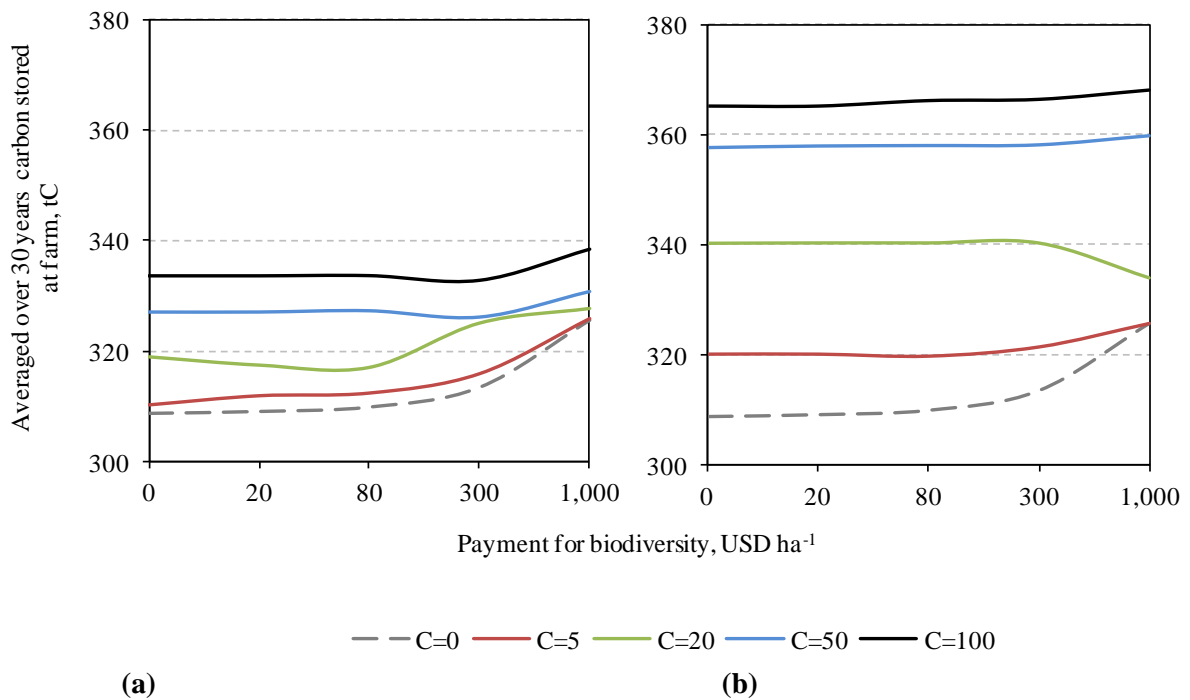 Averaged over 30 years carbon stored
at farm, tC
380
360
340
320
300
0 20 80 300 1,000
380
360
340
320
300
0 20 80 300 1,000
Payment for biodiversity, USD ha⁻¹
C=0 C=5 C=20 C=50 C=100
(a) (b)